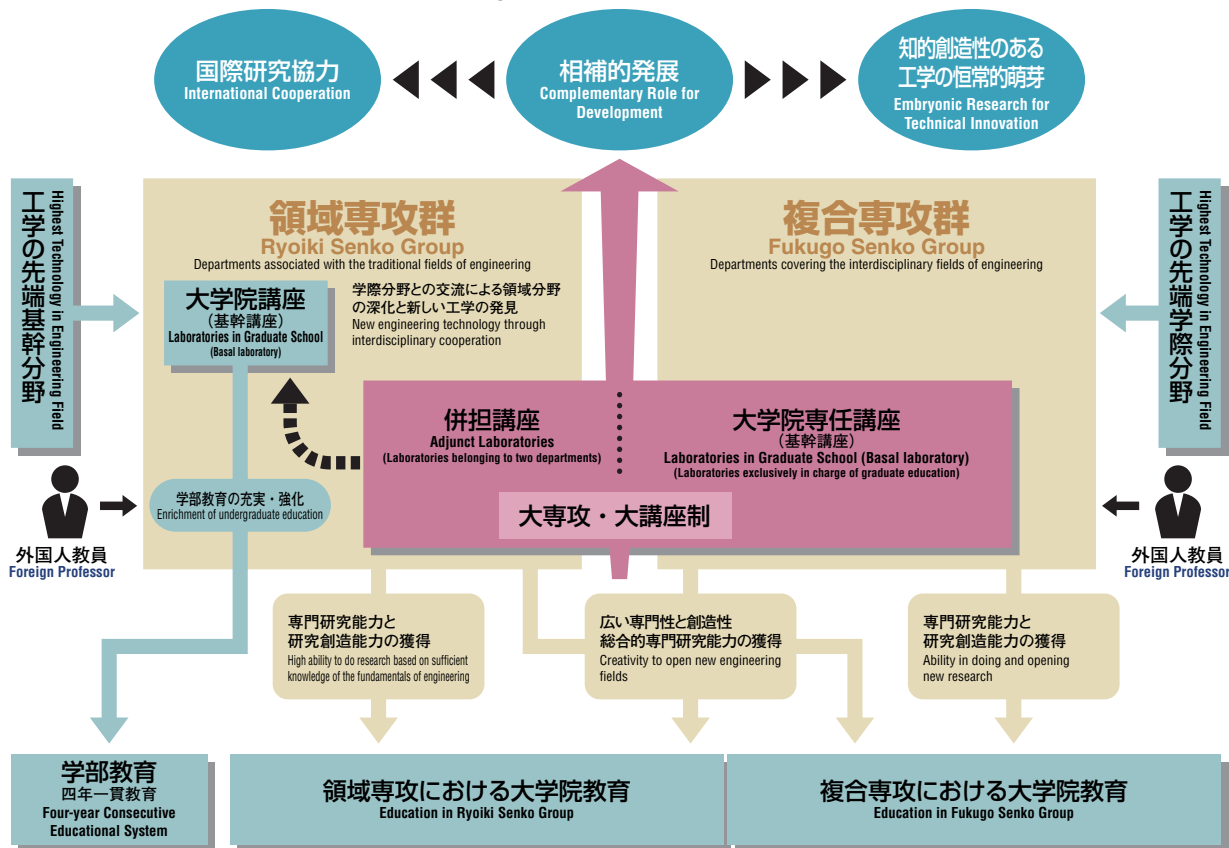 国際研究協力
International Cooperation
相補的発展
Complementary Role for
Development
知的創造性のある
工学の恒常的萌芽
Embryonic Research for
Technical Innovation
工学の先端基幹分野
Highest Technology in Engineering Field
領域専攻群
Ryoiki Senko Group
Departments associated with the traditional fields of engineering
複合専攻群
Fukugo Senko Group
Departments covering the interdisciplinary fields of engineering
工学の先端学際分野
Highest Technology in Engineering Field
大学院講座
(基幹講座)
Laboratories in Graduate School
(Basal laboratory)
学際分野との交流による領域分野
の深化と新しい工学の発見
New engineering technology through
interdisciplinary cooperation
併担講座
Adjunct Laboratories
(Laboratories belonging to two departments)
大学院専任講座
(基幹講座)
Laboratories in Graduate School (Basal laboratory)
(Laboratories exclusively in charge of graduate education)
大専攻・大講座制
外国人教員
Foreign Professor
学部教育の充実・強化
Enrichment of undergraduate education
外国人教員
Foreign Professor
専門研究能力と
研究創造能力の獲得
High ability to do research based on sufficient
knowledge of the fundamentals of engineering
広い専門性と創造性
総合的専門研究能力の獲得
Creativity to open new engineering
fields
専門研究能力と
研究創造能力の獲得
Ability in doing and opening
new research
学部教育
四年一貫教育
Four-year Consecutive
Educational System
領域専攻における大学院教育
Education in Ryoiki Senko Group
複合専攻における大学院教育
Education in Fukugo Senko Group